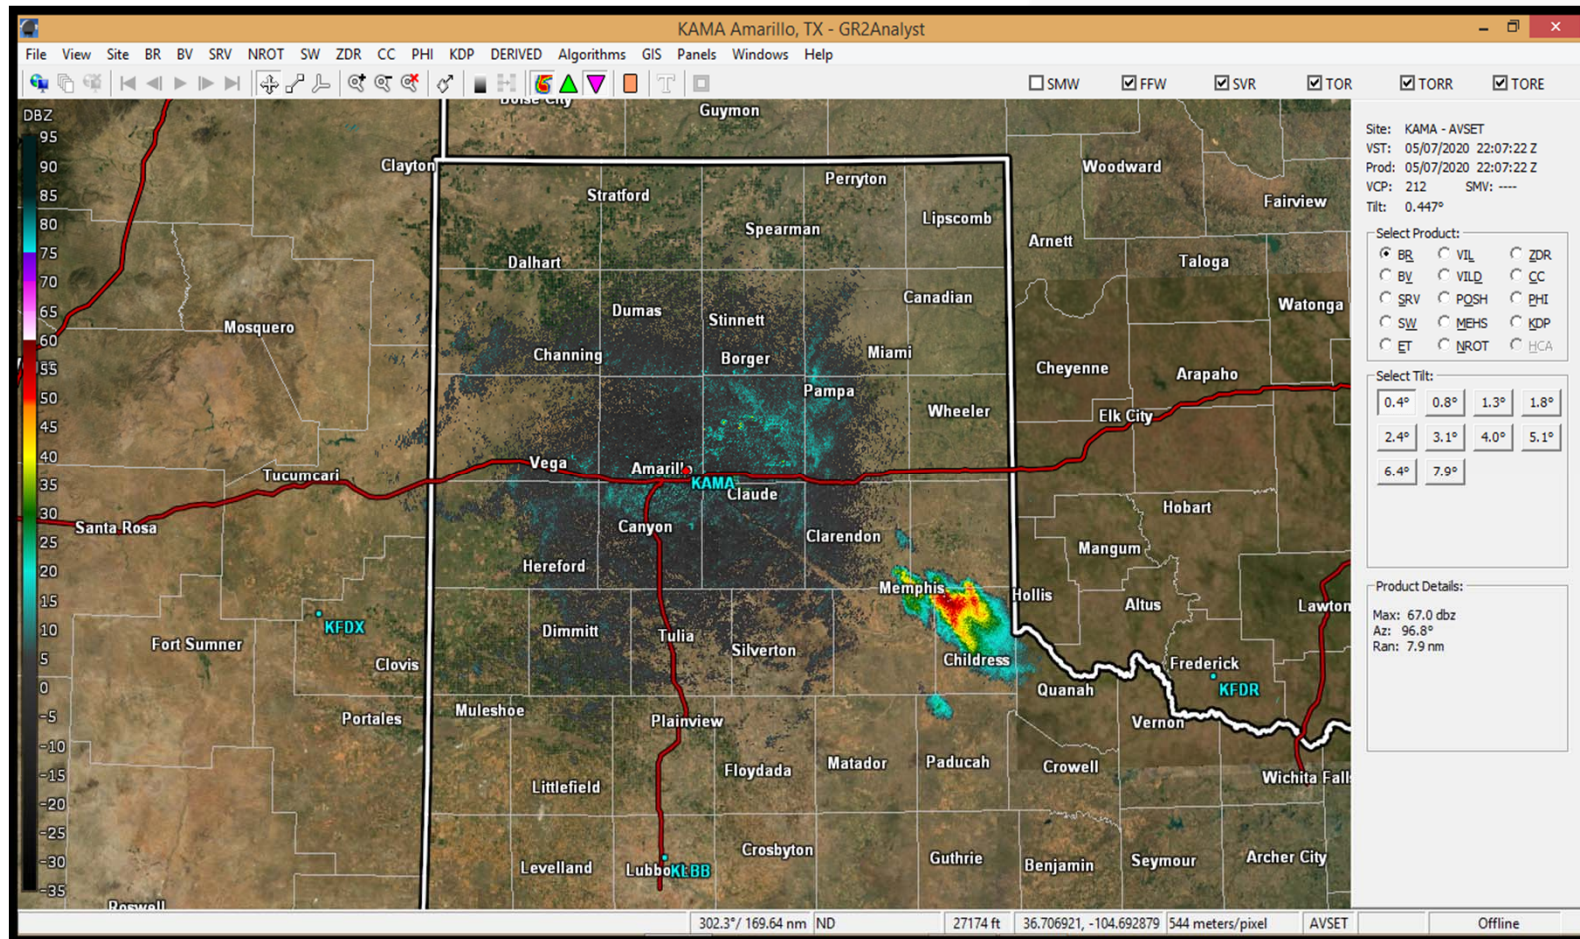 KAMA Amarillo, TX - GR2Analyst
File View Site BR BV SRV NROT SW ZDR CC PHI KDP DERIVED Algorithms GIS Panels Windows Help
SMW FFW SVR TOR TORR TORE
DBZ
95
90
85
80
75
70
65
60
55
50
45
40
35
30
25
20
15
10
5
0
-5
-10
-15
-20
-25
-30
-35
Boise City
Guymon
Clayton
Woodward
Perryton
Stratford
Fairview
Lipscomb
Spearman
Arnett
Dalhart
Taloga
Canadian
Watonga
Dumas
Stinnett
Mosquero
Channing
Borger
Miami
Cheyenne
Arapaho
Pampa
Wheeler
Elk City
Vega
Amarillo
Tucumcari
KAMA
Claude
Hobart
Santa Rosa
Canyon
Clarendon
Mangum
Hereford
Memphis
Hollis
Altus
Lawton
KFDX
Dimmitt
Tulia
Fort Sumner
Silverton
Clovis
Childress
Frederick
Quanah
KFDR
Muleshoe
Portales
Plainview
Vernon
Matador
Paducah
Crowell
Floydada
Wichita Fall
Littlefield
Crosbyton
Guthrie
Benjamin
Seymour
Archer City
Levelland
Lubbo
KLBB
Roswell
Site: KAMA - AVSET
VST: 05/07/2020 22:07:22 Z
Prod: 05/07/2020 22:07:22 Z
VCP: 212 SMV: ----
Tilt: 0.447°
Select Product:
BR VIL ZDR
BV VILD CC
SRV POSH PHI
SW MEHS KDP
ET NROT HCA
Select Tilt:
0.4° 0.8° 1.3° 1.8°
2.4° 3.1° 4.0° 5.1°
6.4° 7.9°
Product Details:
Max: 67.0 dbz
Az: 96.8°
Ran: 7.9 nm
302.3°/ 169.64 nm ND 27174 ft 36.706921, -104.692879 544 meters/pixel AVSET Offline